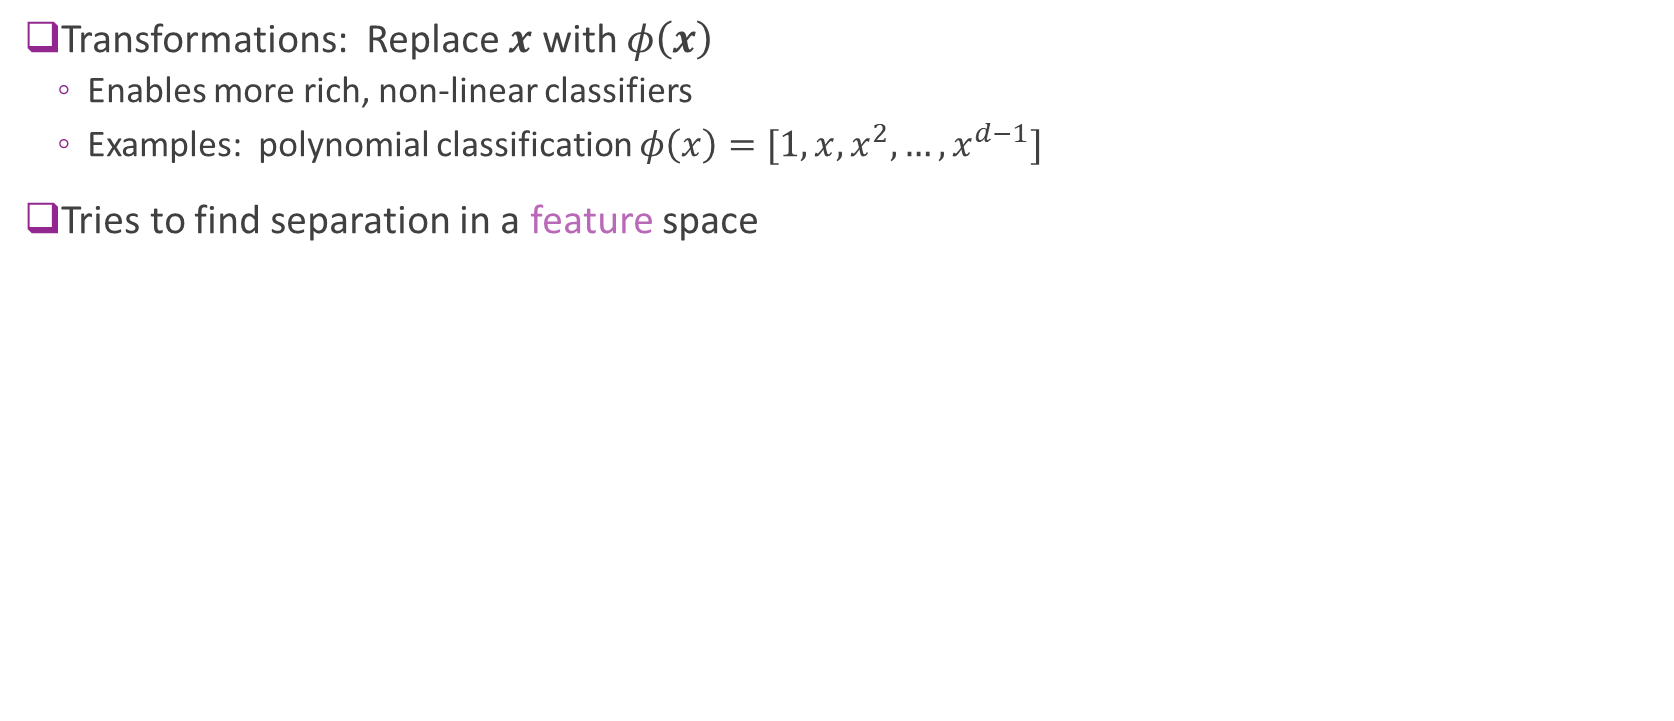 ❑Transformations: Replace 𝒙 with 𝜙(𝒙)
◦ Enables more rich, non-linear classifiers
◦ Examples: polynomial classification 𝜙(𝑥) = [1, 𝑥, 𝑥², … , 𝑥ᵈ⁻¹]
❑Tries to find separation in a feature space